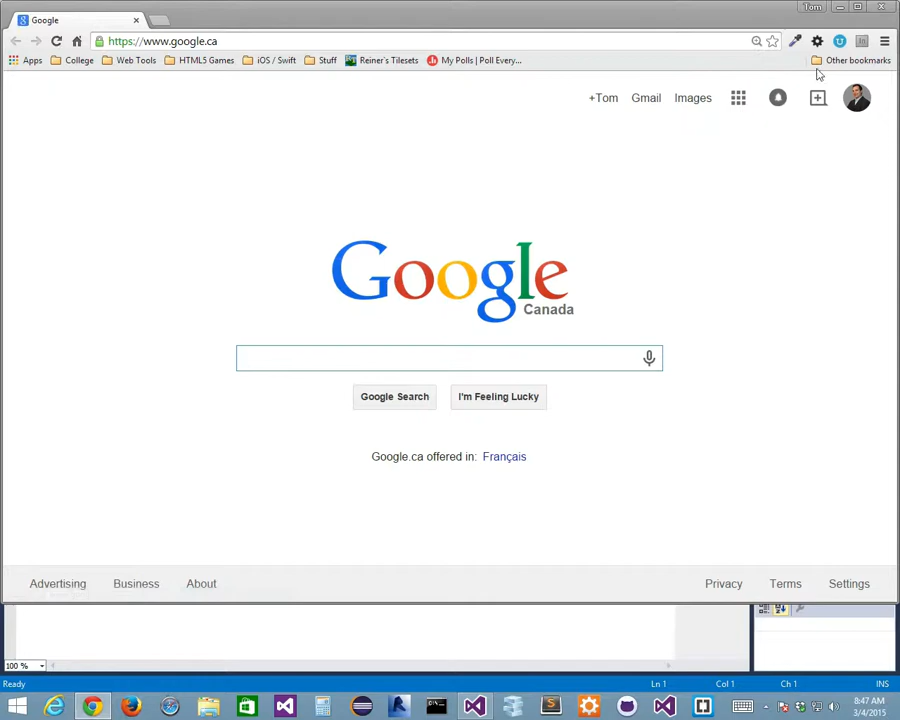 Tom
Google
https://www.google.ca
Apps College Web Tools HTML5 Games iOS / Swift Stuff Reiner's Tilesets My Polls | Poll Every... Other bookmarks
+Tom Gmail Images
Google
Canada
Google Search I'm Feeling Lucky
Google.ca offered in: Français
Advertising Business About Privacy Terms Settings
100 %
Ready Ln 1 Col 1 Ch 1 INS
8:47 AM
3/4/2015